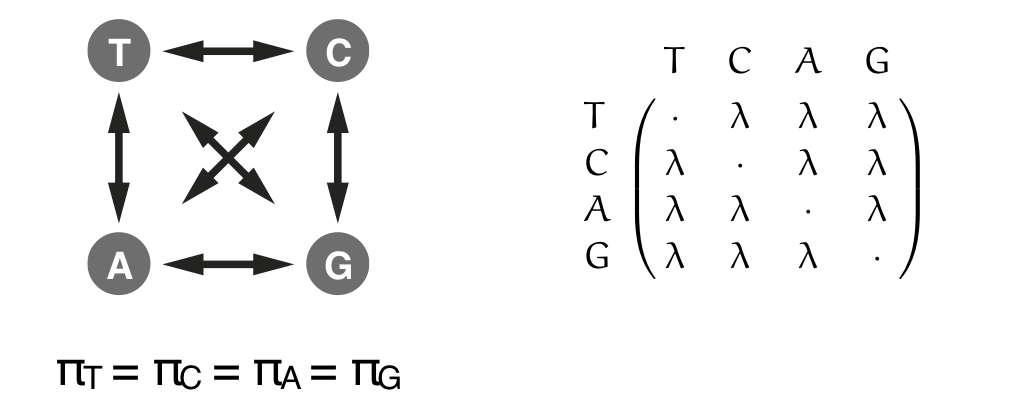 T C
A G
πT = πC = πA = πG
T C A G
T · λ λ λ
C λ · λ λ
A λ λ · λ
G λ λ λ ·